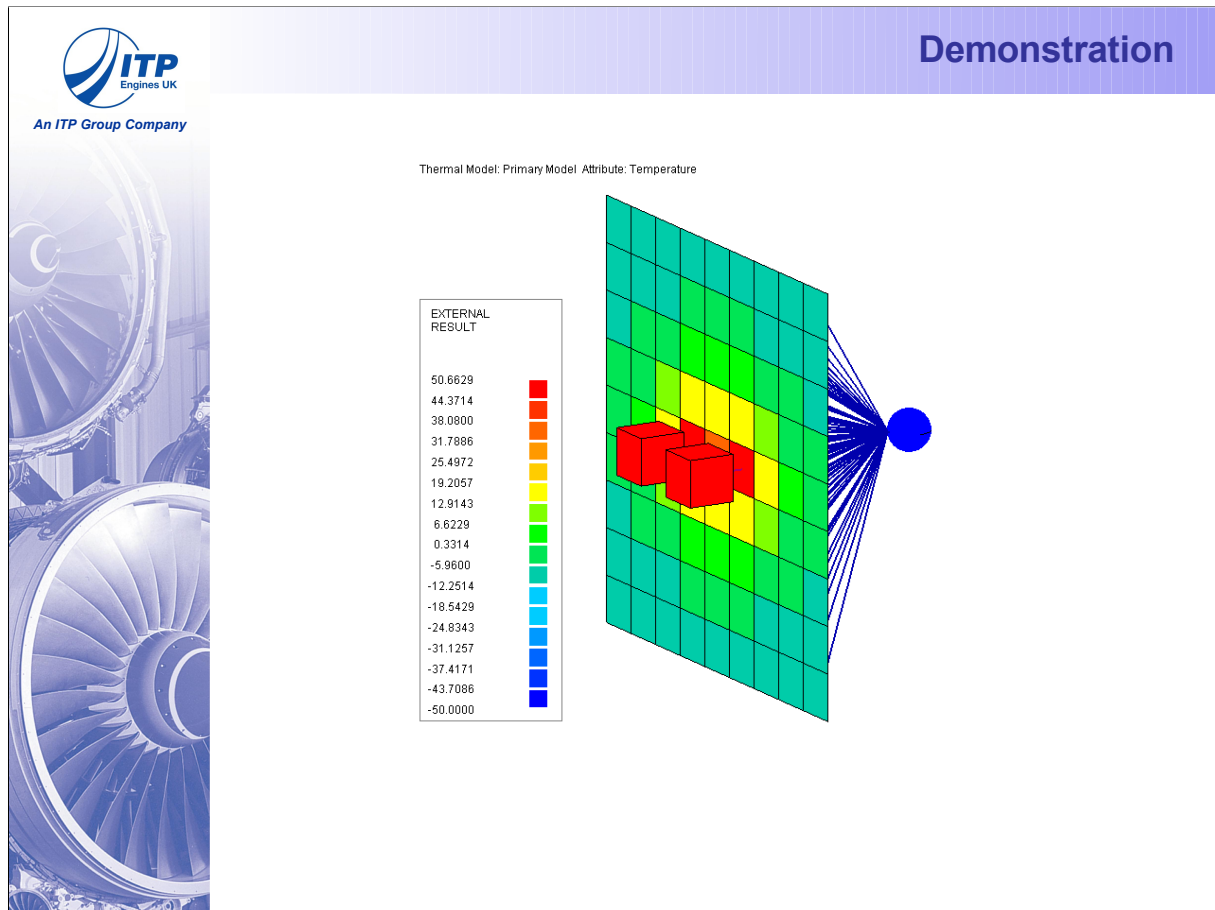 ITP
Engines UK
An ITP Group Company
Demonstration
Thermal Model: Primary Model  Attribute: Temperature
EXTERNAL
RESULT
50.6629
44.3714
38.0800
31.7886
25.4972
19.2057
12.9143
6.6229
0.3314
-5.9600
-12.2514
-18.5429
-24.8343
-31.1257
-37.4171
-43.7086
-50.0000